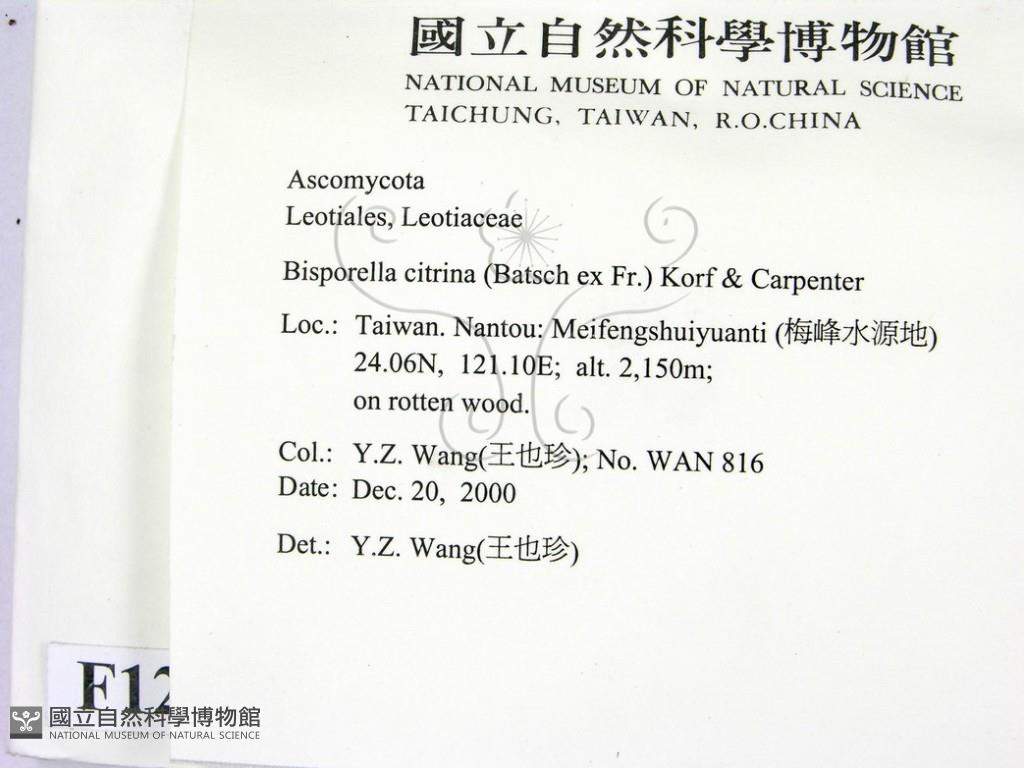 國立自然科學博物館
NATIONAL MUSEUM OF NATURAL SCIENCE
TAICHUNG, TAIWAN, R.O.CHINA
Ascomycota
Leotiales, Leotiaceae
Bisporella citrina (Batsch ex Fr.) Korf & Carpenter
Loc.: Taiwan. Nantou: Meifengshuiyuanti (梅峰水源地)
24.06N, 121.10E; alt. 2,150m;
on rotten wood.
Col.: Y.Z. Wang(王也珍); No. WAN 816
Date: Dec. 20, 2000
Det.: Y.Z. Wang(王也珍)
F12
國立自然科學博物館
NATIONAL MUSEUM OF NATURAL SCIENCE